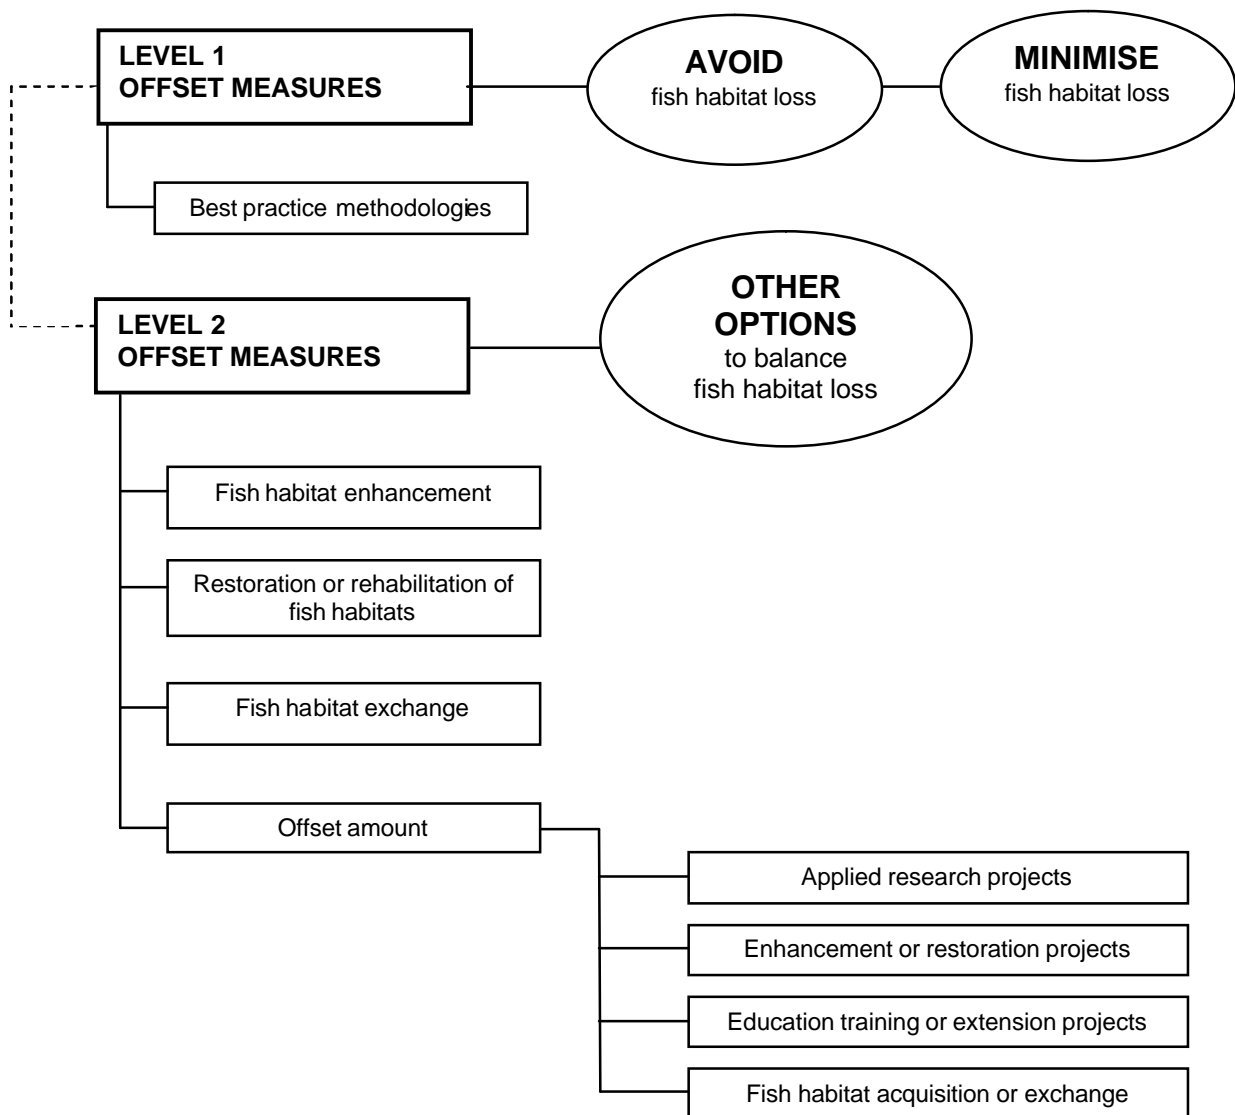 LEVEL 1
OFFSET MEASURES
AVOID
fish habitat loss
MINIMISE
fish habitat loss
Best practice methodologies
LEVEL 2
OFFSET MEASURES
OTHER
OPTIONS
to balance
fish habitat loss
Fish habitat enhancement
Restoration or rehabilitation of
fish habitats
Fish habitat exchange
Offset amount
Applied research projects
Enhancement or restoration projects
Education training or extension projects
Fish habitat acquisition or exchange